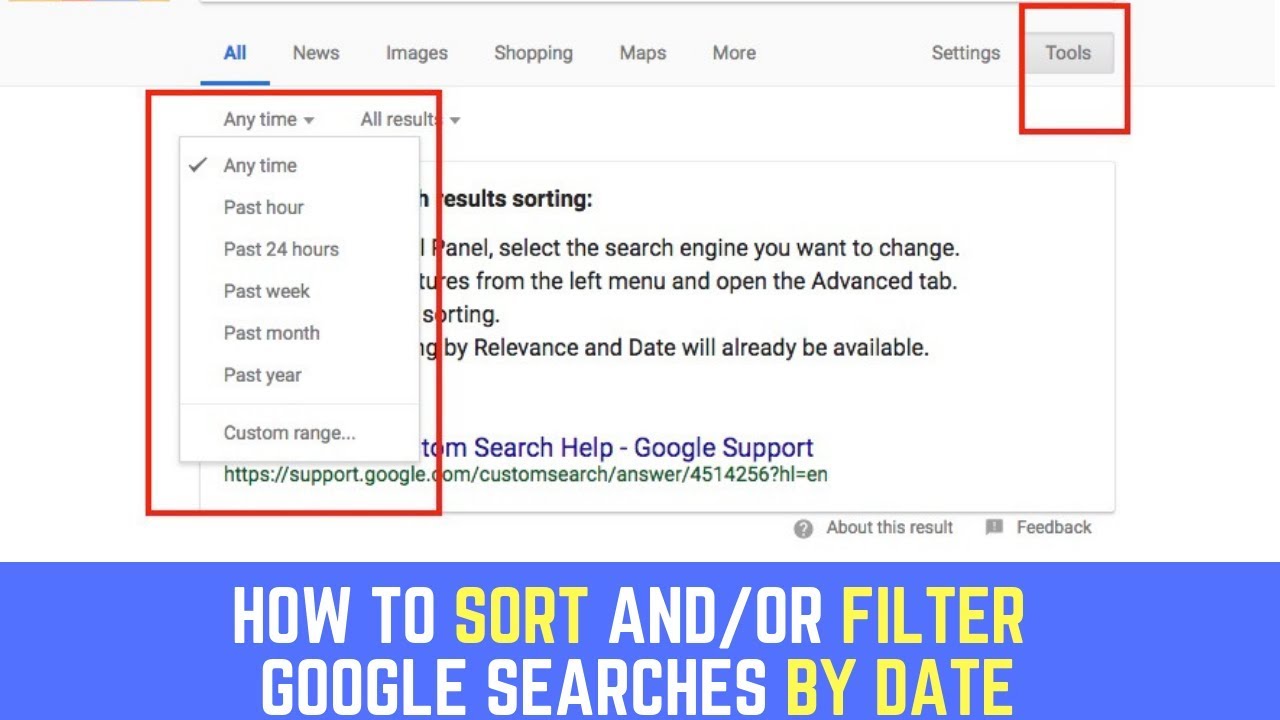 All News Images Shopping Maps More Settings Tools
Any time All results
Any time
Past hour
Past 24 hours
Past week
Past month
Past year
Custom range...
results sorting:
Panel, select the search engine you want to change.
from the left menu and open the Advanced tab.
sorting.
by Relevance and Date will already be available.
Search Help - Google Support
https://support.google.com/customsearch/answer/4514256?hl=en
About this result Feedback
HOW TO SORT AND/OR FILTER
GOOGLE SEARCHES BY DATE